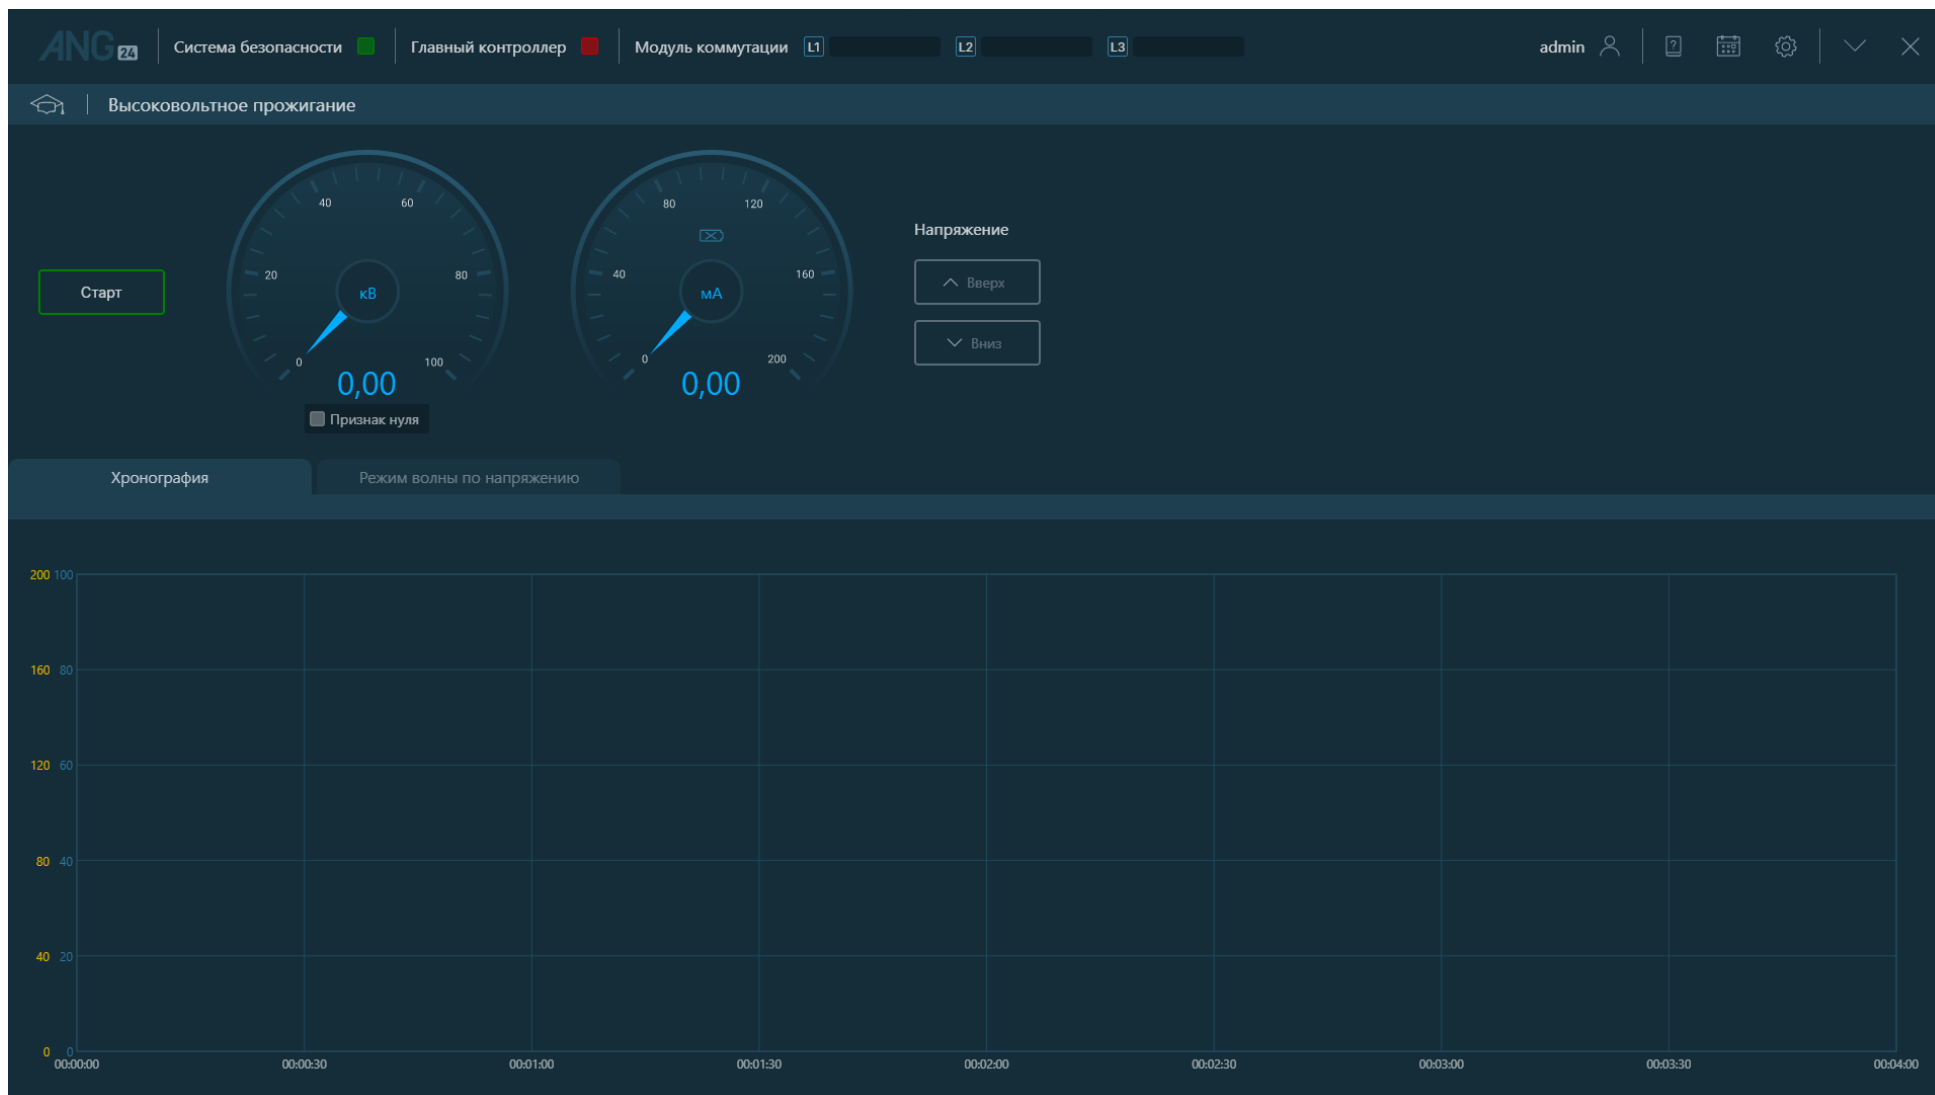 ANG 24 Система безопасности Главный контроллер Модуль коммутации L1 L2 L3 admin
Высоковольтное прожигание
Старт
0 20 40 60 80 100
кВ
0,00
Признак нуля
0 40 80 120 160 200
мА
0,00
Напряжение
Вверх
Вниз
Хронография Режим волны по напряжению
200 100
160 80
120 60
80 40
40 20
0 0
00:00:00 00:00:30 00:01:00 00:01:30 00:02:00 00:02:30 00:03:00 00:03:30 00:04:00